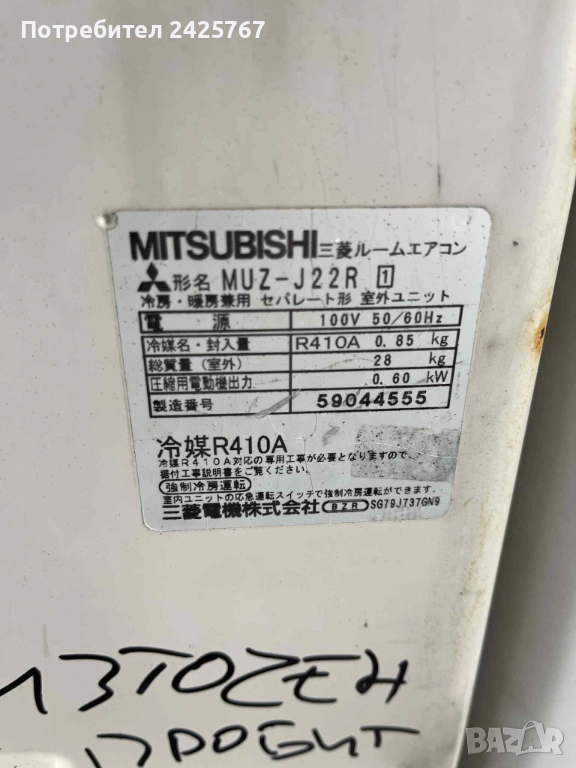 Потребител 2425767
MITSUBISHI 三菱ルームエアコン
形名 MUZ-J22R 1
冷房・暖房兼用 セパレート形 室外ユニット
電源 100V 50/60Hz
冷媒名・封入量 R410A 0.85 kg
総質量(室外) 28 kg
圧縮用電動機出力 0.60 kW
製造番号 59044555
冷媒R410A
冷媒R410A対応の専用工事が必要となりますので、
据付工事説明書をご覧ください。
強制冷房運転
室内ユニットの応急運転スイッチで強制冷房運転ができます。
三菱電機株式会社 BZR SG79J737GN9
ИЗТОZЕН
BAZAR